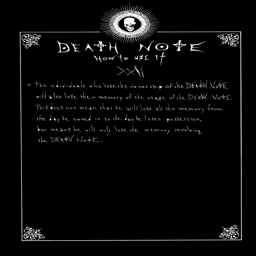 DEATH NOTE
HOW TO USE IT
XXII
The individuals who lose the ownership of the DEATH NOTE
will also lose their memory of the usage of the DEATH NOTE.
This does not mean that he will lose all the memory from
the day he owned it to the day he loses possession,
but means he will only lose the memory involving
the DEATH NOTE.